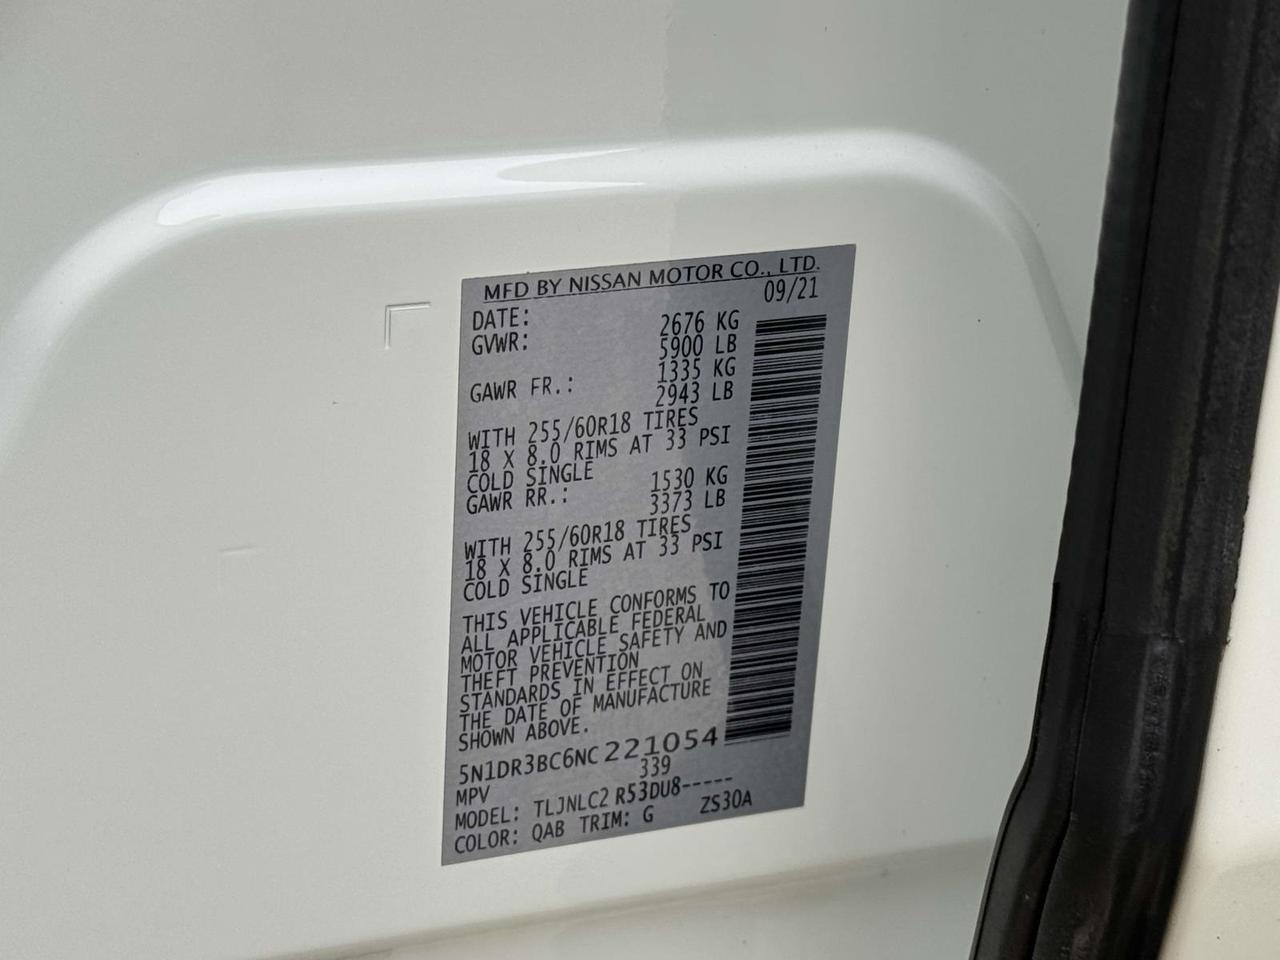 MFD BY NISSAN MOTOR CO., LTD.
DATE: 09/21
GVWR: 2676 KG
5900 LB
GAWR FR.: 1335 KG
2943 LB
WITH 255/60R18 TIRES
18 X 8.0 RIMS AT 33 PSI
COLD SINGLE
GAWR RR.: 1530 KG
3373 LB
WITH 255/60R18 TIRES
18 X 8.0 RIMS AT 33 PSI
COLD SINGLE
THIS VEHICLE CONFORMS TO
ALL APPLICABLE FEDERAL
MOTOR VEHICLE SAFETY AND
THEFT PREVENTION
STANDARDS IN EFFECT ON
THE DATE OF MANUFACTURE
SHOWN ABOVE.
5N1DR3BC6NC221054
MPV 339
MODEL: TLJNLC2 R53DU8-----
COLOR: QAB TRIM: G ZS30A